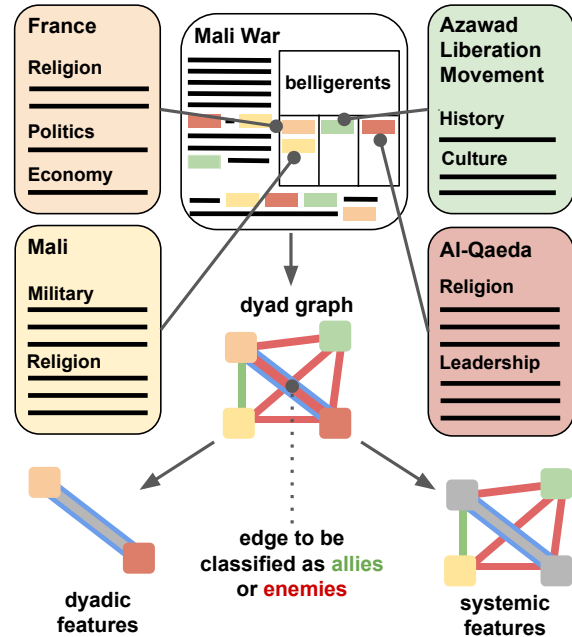 France
Religion
Politics
Economy
Mali War
belligerents
Azawad
Liberation
Movement
History
Culture
Mali
Military
Religion
Al-Qaeda
Religion
Leadership
dyad graph
edge to be
classified as allies
or enemies
dyadic
features
systemic
features